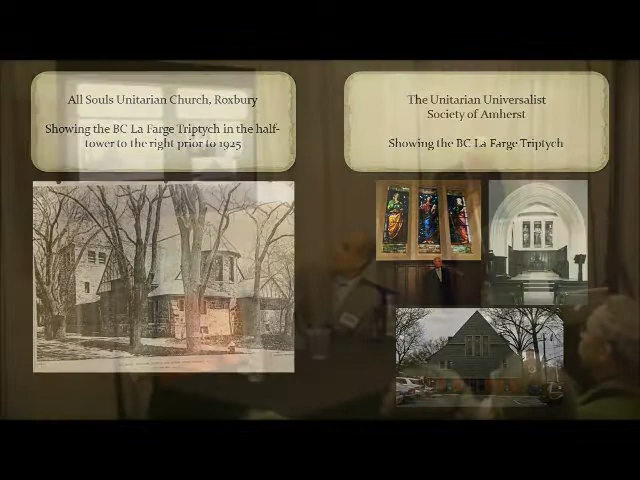 All Souls Unitarian Church, Roxbury
Showing the BC La Farge Triptych in the half-
tower to the right prior to 1925
The Unitarian Universalist
Society of Amherst
Showing the BC La Farge Triptych